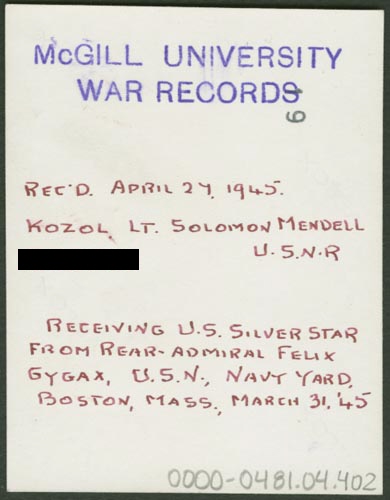 McGILL UNIVERSITY
WAR RECORDS
49
REC'D. APRIL 27, 1945.
KOZOL, LT. SOLOMON MENDELL
U.S.N.R
RECEIVING U.S. SILVER STAR
FROM REAR-ADMIRAL FELIX
GYGAX, U.S.N., NAVY YARD,
BOSTON, MASS., MARCH 31, '45
0000-0481.04.402